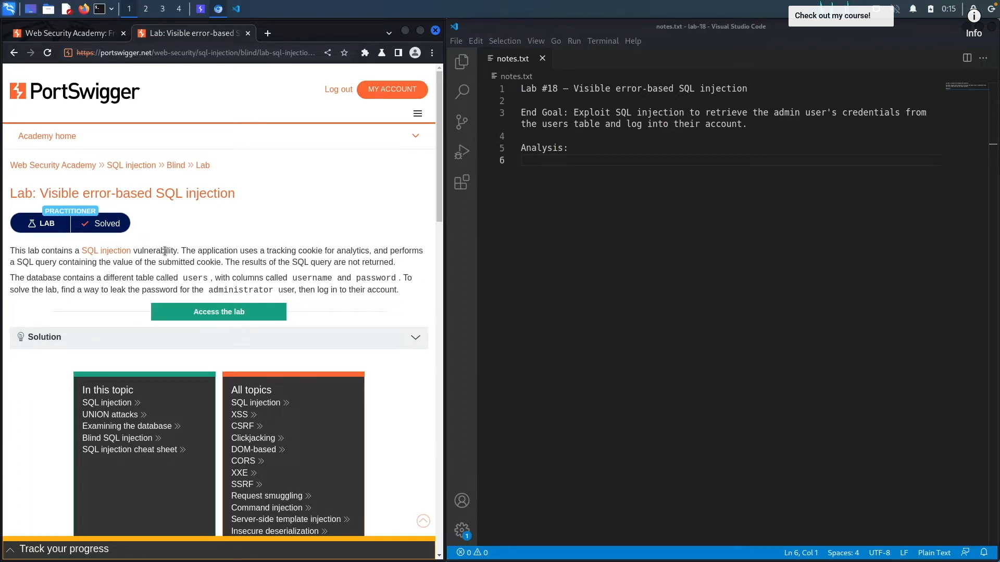 1 2 3 4
0:15
Check out my course!
Info
Web Security Academy: Fr
Lab: Visible error-based S
https://portswigger.net/web-security/sql-injection/blind/lab-sql-injectio...
PortSwigger
Log out
MY ACCOUNT
Academy home
Web Security Academy >> SQL injection >> Blind >> Lab
Lab: Visible error-based SQL injection
PRACTITIONER
LAB
Solved
This lab contains a SQL injection vulnerability. The application uses a tracking cookie for analytics, and performs
a SQL query containing the value of the submitted cookie. The results of the SQL query are not returned.
The database contains a different table called users, with columns called username and password. To
solve the lab, find a way to leak the password for the administrator user, then log in to their account.
Access the lab
Solution
In this topic
SQL injection >>
UNION attacks >>
Examining the database >>
Blind SQL injection >>
SQL injection cheat sheet >>
All topics
SQL injection >>
XSS >>
CSRF >>
Clickjacking >>
DOM-based >>
CORS >>
XXE >>
SSRF >>
Request smuggling >>
Command injection >>
Server-side template injection >>
Insecure deserialization >>
Track your progress
notes.txt - lab-18 - Visual Studio Code
File Edit Selection View Go Run Terminal Help
notes.txt
notes.txt
1 Lab #18 – Visible error-based SQL injection
2
3 End Goal: Exploit SQL injection to retrieve the admin user's credentials from
the users table and log into their account.
4
5 Analysis:
6
1
0 0
Ln 6, Col 1 Spaces: 4 UTF-8 LF Plain Text